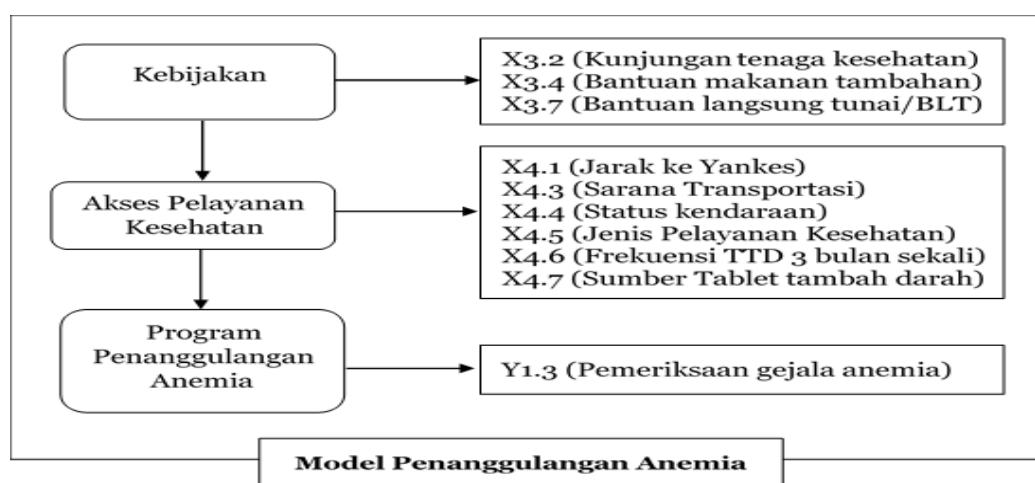 Kebijakan
X3.2 (Kunjungan tenaga kesehatan)
X3.4 (Bantuan makanan tambahan)
X3.7 (Bantuan langsung tunai/BLT)
Akses Pelayanan
Kesehatan
X4.1 (Jarak ke Yankes)
X4.3 (Sarana Transportasi)
X4.4 (Status kendaraan)
X4.5 (Jenis Pelayanan Kesehatan)
X4.6 (Frekuensi TTD 3 bulan sekali)
X4.7 (Sumber Tablet tambah darah)
Program
Penanggulangan
Anemia
Y1.3 (Pemeriksaan gejala anemia)
Model Penanggulangan Anemia